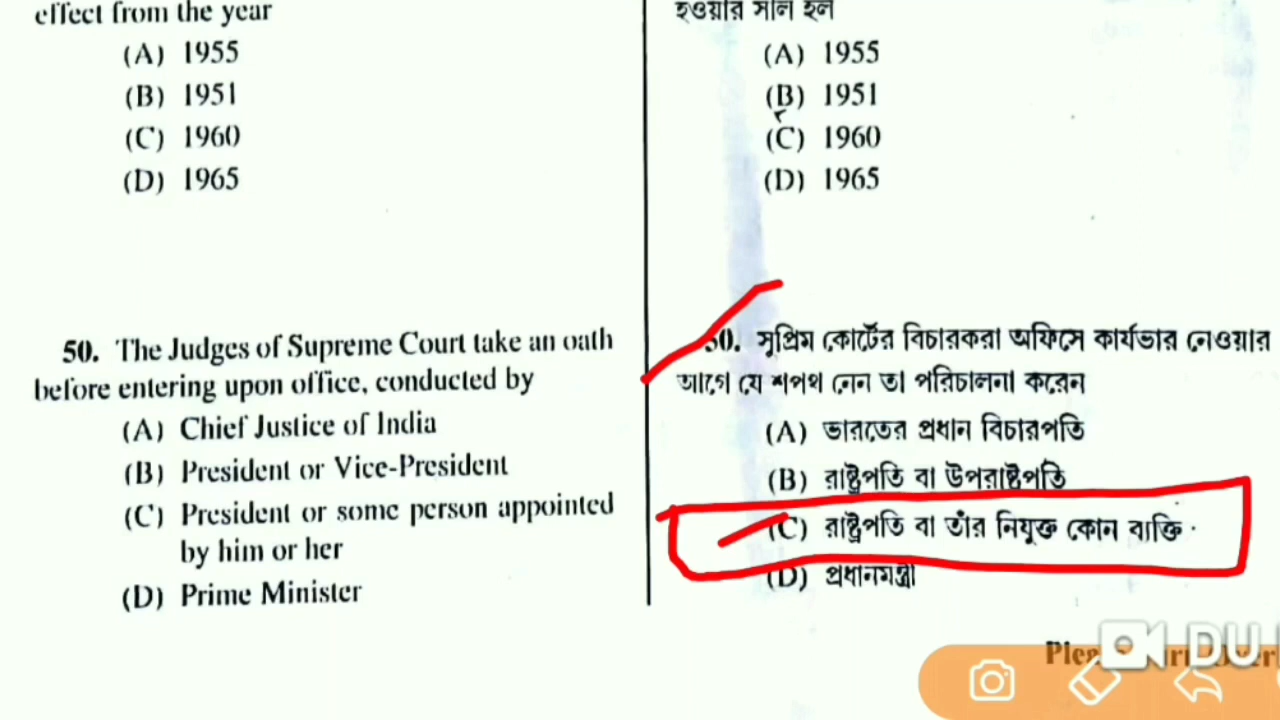 effect from the year
(A) 1955
(B) 1951
(C) 1960
(D) 1965
50. The Judges of Supreme Court take an oath
before entering upon office, conducted by
(A) Chief Justice of India
(B) President or Vice-President
(C) President or some person appointed
by him or her
(D) Prime Minister
হওয়ার সাল হল
(A) 1955
(B) 1951
(C) 1960
(D) 1965
50. সুপ্রিম কোর্টের বিচারকরা অফিসে কার্যভার নেওয়ার
আগে যে শপথ নেন তা পরিচালনা করেন
(A) ভারতের প্রধান বিচারপতি
(B) রাষ্ট্রপতি বা উপরাষ্ট্রপতি
(C) রাষ্ট্রপতি বা তাঁর নিযুক্ত কোন ব্যক্তি
(D) প্রধানমন্ত্রী
DU